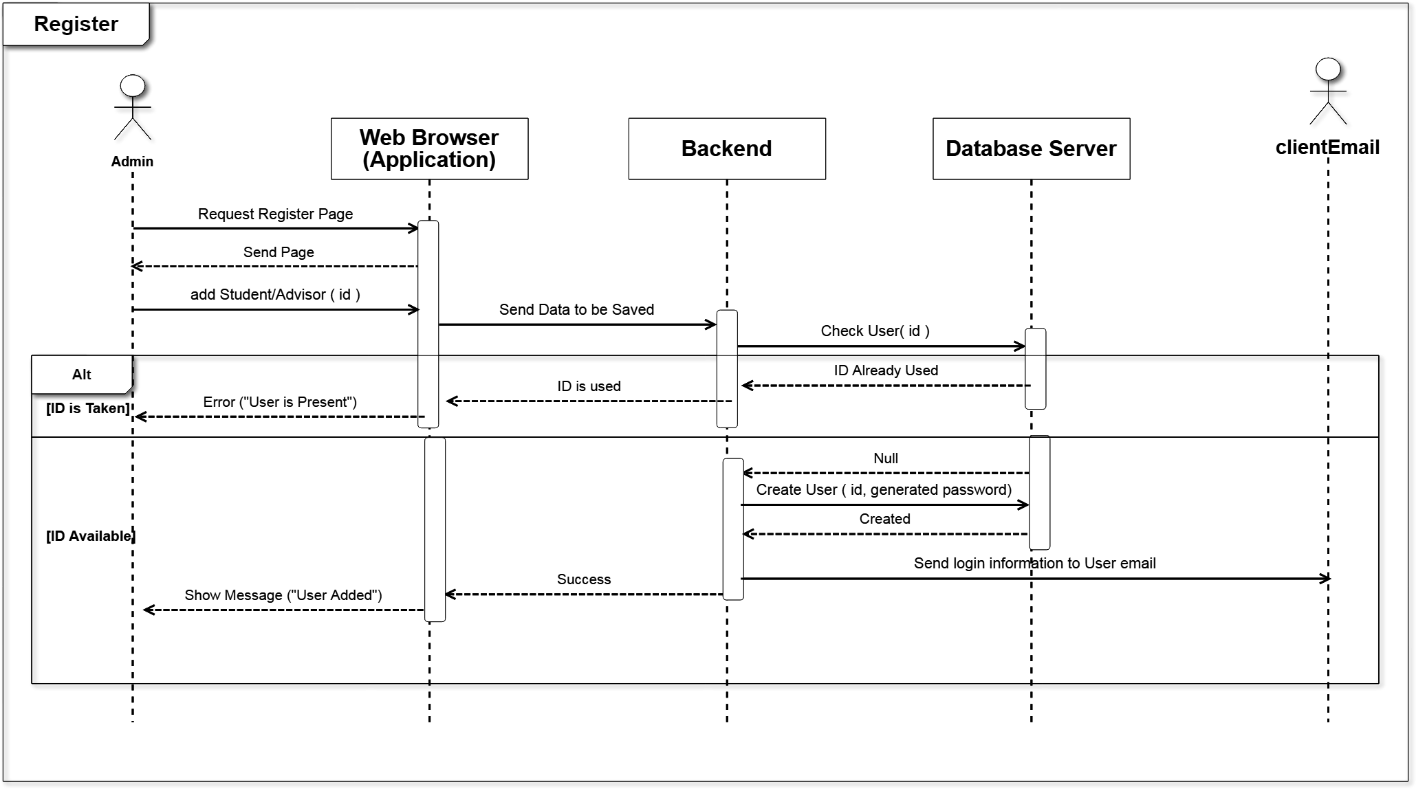 Register
Admin
Web Browser
(Application)
Backend
Database Server
clientEmail
Request Register Page
Send Page
add Student/Advisor ( id )
Send Data to be Saved
Check User( id )
Alt
ID Already Used
ID is used
[ID is Taken]
Error ("User is Present")
Null
Create User ( id, generated password)
Created
[ID Available]
Send login information to User email
Success
Show Message ("User Added")